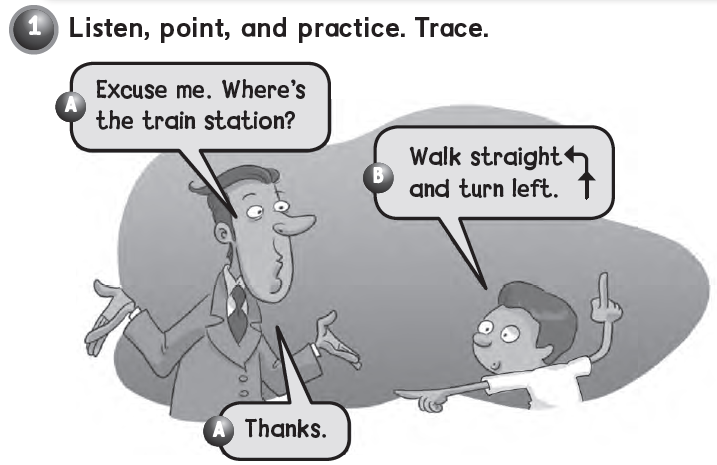 1 Listen, point, and practice. Trace.
A Excuse me. Where's
the train station?
B Walk straight
and turn left.
A Thanks.